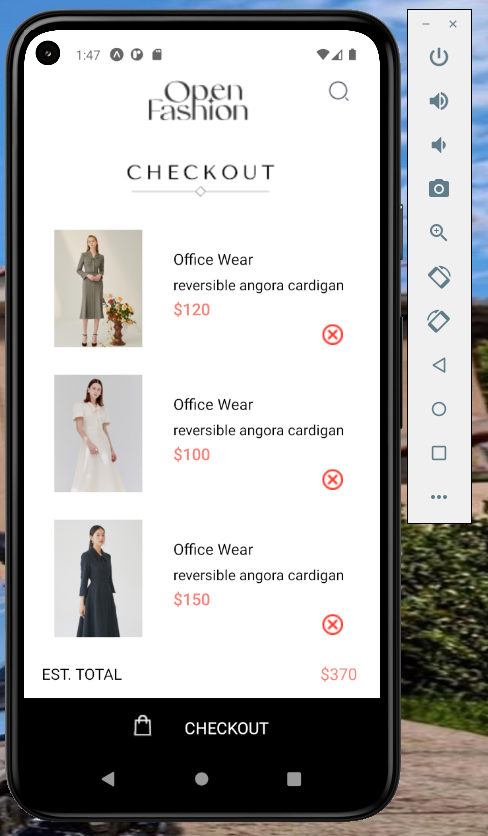 1:47
Open
Fashion
CHECKOUT
Office Wear
reversible angora cardigan
$120
Office Wear
reversible angora cardigan
$100
Office Wear
reversible angora cardigan
$150
EST. TOTAL $370
CHECKOUT